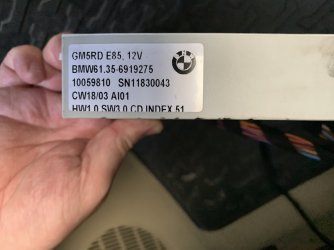 GM5RD E85, 12V
BMW61.35-6919275
10059810 SN11830043
CW18/03 AI01
HW1.0 SW3.0 CD.INDEX 51